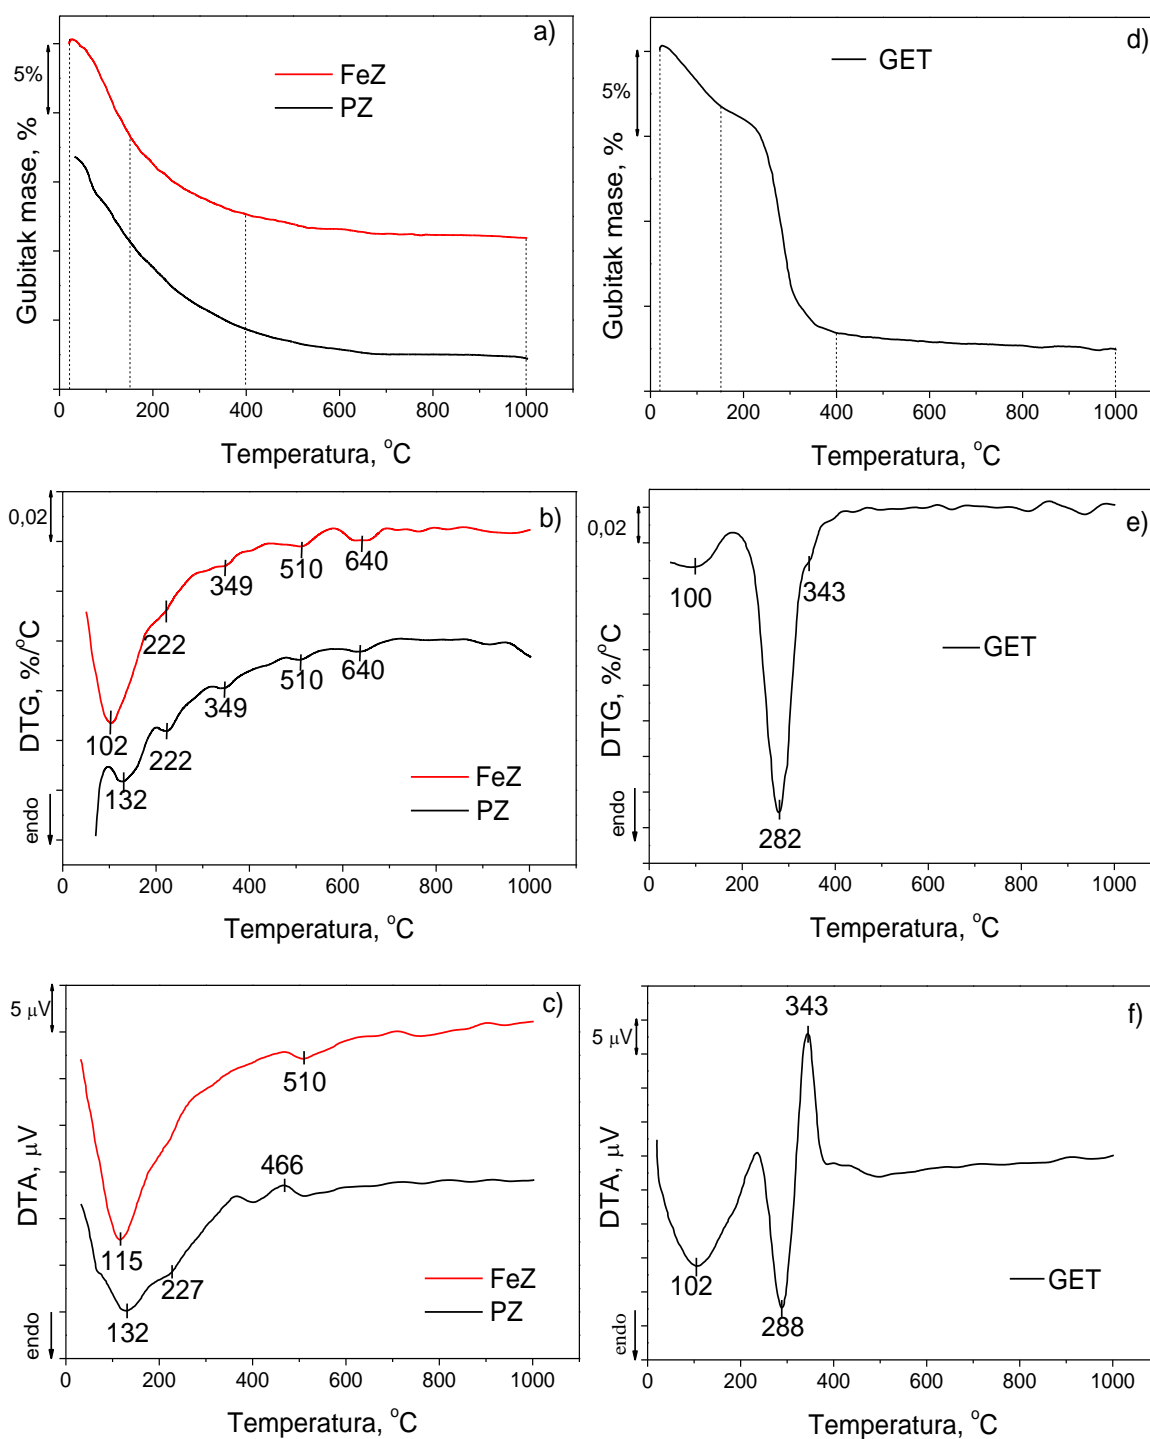 a)
5%
FeZ
PZ
Gubitak mase, %
0 200 400 600 800 1000
Temperatura, °C
d)
5%
GET
Gubitak mase, %
0 200 400 600 800 1000
Temperatura, °C
b)
0,02
102
222
349
510
640
132
222
349
510
640
FeZ
PZ
DTG, %/°C
endo
0 200 400 600 800 1000
Temperatura, °C
e)
0,02
100
343
282
GET
DTG, %/°C
endo
0 200 400 600 800 1000
Temperatura, °C
c)
5 μV
510
115
466
227
132
FeZ
PZ
DTA, μV
endo
0 200 400 600 800 1000
Temperatura, °C
f)
5 μV
343
102
288
GET
DTA, μV
endo
0 200 400 600 800 1000
Temperatura, °C